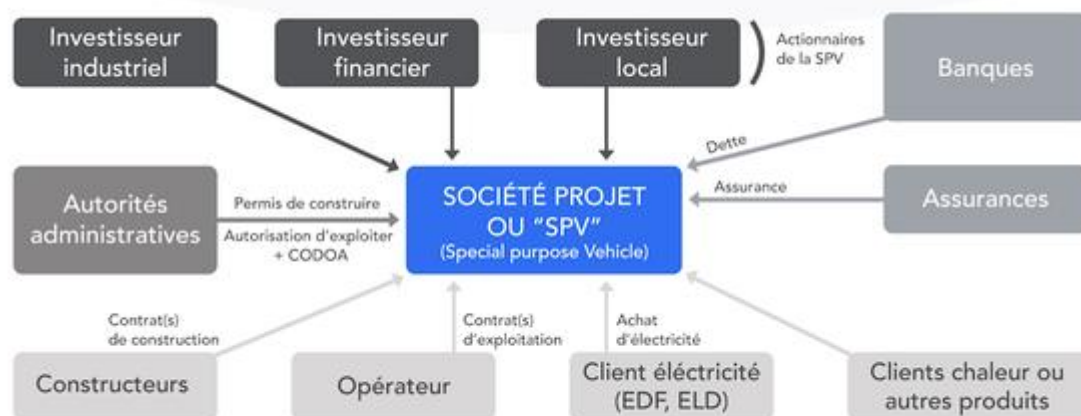 Investisseur
industriel
Investisseur
financier
Investisseur
local
Actionnaires
de la SPV
Banques
Dette
Autorités
administratives
Permis de construire
Autorisation d'exploiter
+ CODOA
SOCIÉTÉ PROJET
OU "SPV"
(Special purpose Vehicle)
Assurance
Assurances
Contrat(s)
de construction
Contrat(s)
d'exploitation
Achat
d'électricité
Constructeurs
Opérateur
Client éléctricité
(EDF, ELD)
Clients chaleur ou
autres produits